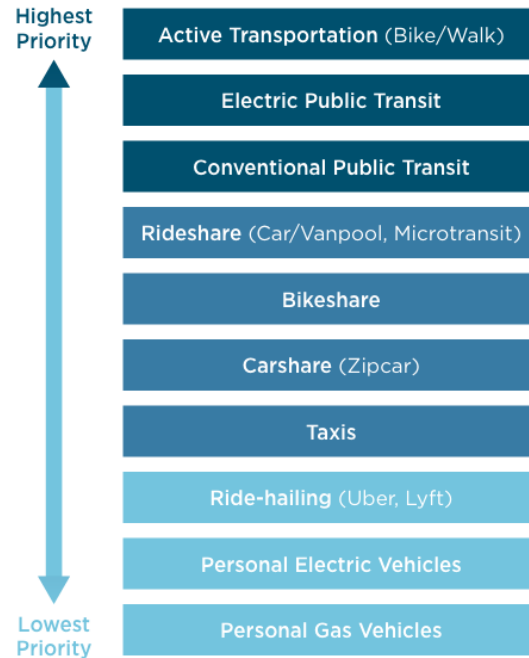 Highest
Priority
Active Transportation (Bike/Walk)
Electric Public Transit
Conventional Public Transit
Rideshare (Car/Vanpool, Microtransit)
Bikeshare
Carshare (Zipcar)
Taxis
Ride-hailing (Uber, Lyft)
Personal Electric Vehicles
Lowest
Priority
Personal Gas Vehicles